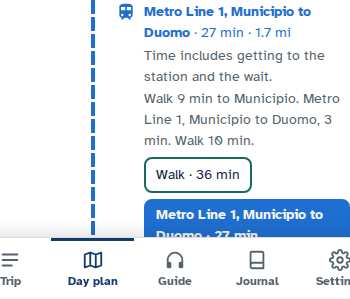 Metro Line 1, Municipio to
Duomo · 27 min · 1.7 mi
Time includes getting to the
station and the wait.
Walk 9 min to Municipio. Metro
Line 1, Municipio to Duomo, 3
min. Walk 10 min.
Walk · 36 min
Metro Line 1, Municipio to
Duomo · 27 min
Trip
Day plan
Guide
Journal
Settin